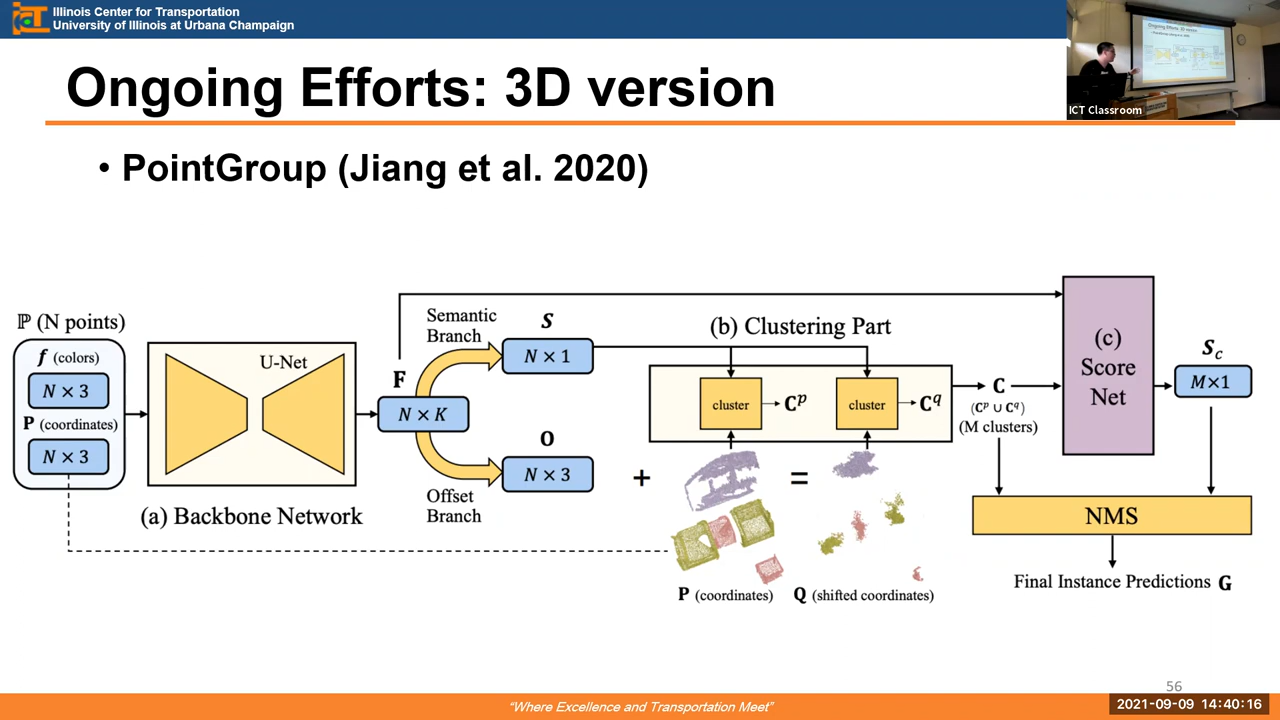 Illinois Center for Transportation
University of Illinois at Urbana Champaign
Ongoing Efforts: 3D version
ICT Classroom
• PointGroup (Jiang et al. 2020)
ℙ (N points)
f (colors)
N × 3
P (coordinates)
N × 3
U-Net
(a) Backbone Network
F
N × K
Semantic
Branch
S
N × 1
O
N × 3
Offset
Branch
(b) Clustering Part
cluster
Cᵖ
cluster
C^q
+
=
P (coordinates)
Q (shifted coordinates)
C
(Cᵖ ∪ C^q)
(M clusters)
(c)
Score
Net
S_c
M×1
NMS
Final Instance Predictions G
56
“Where Excellence and Transportation Meet”
2021-09-09 14:40:16